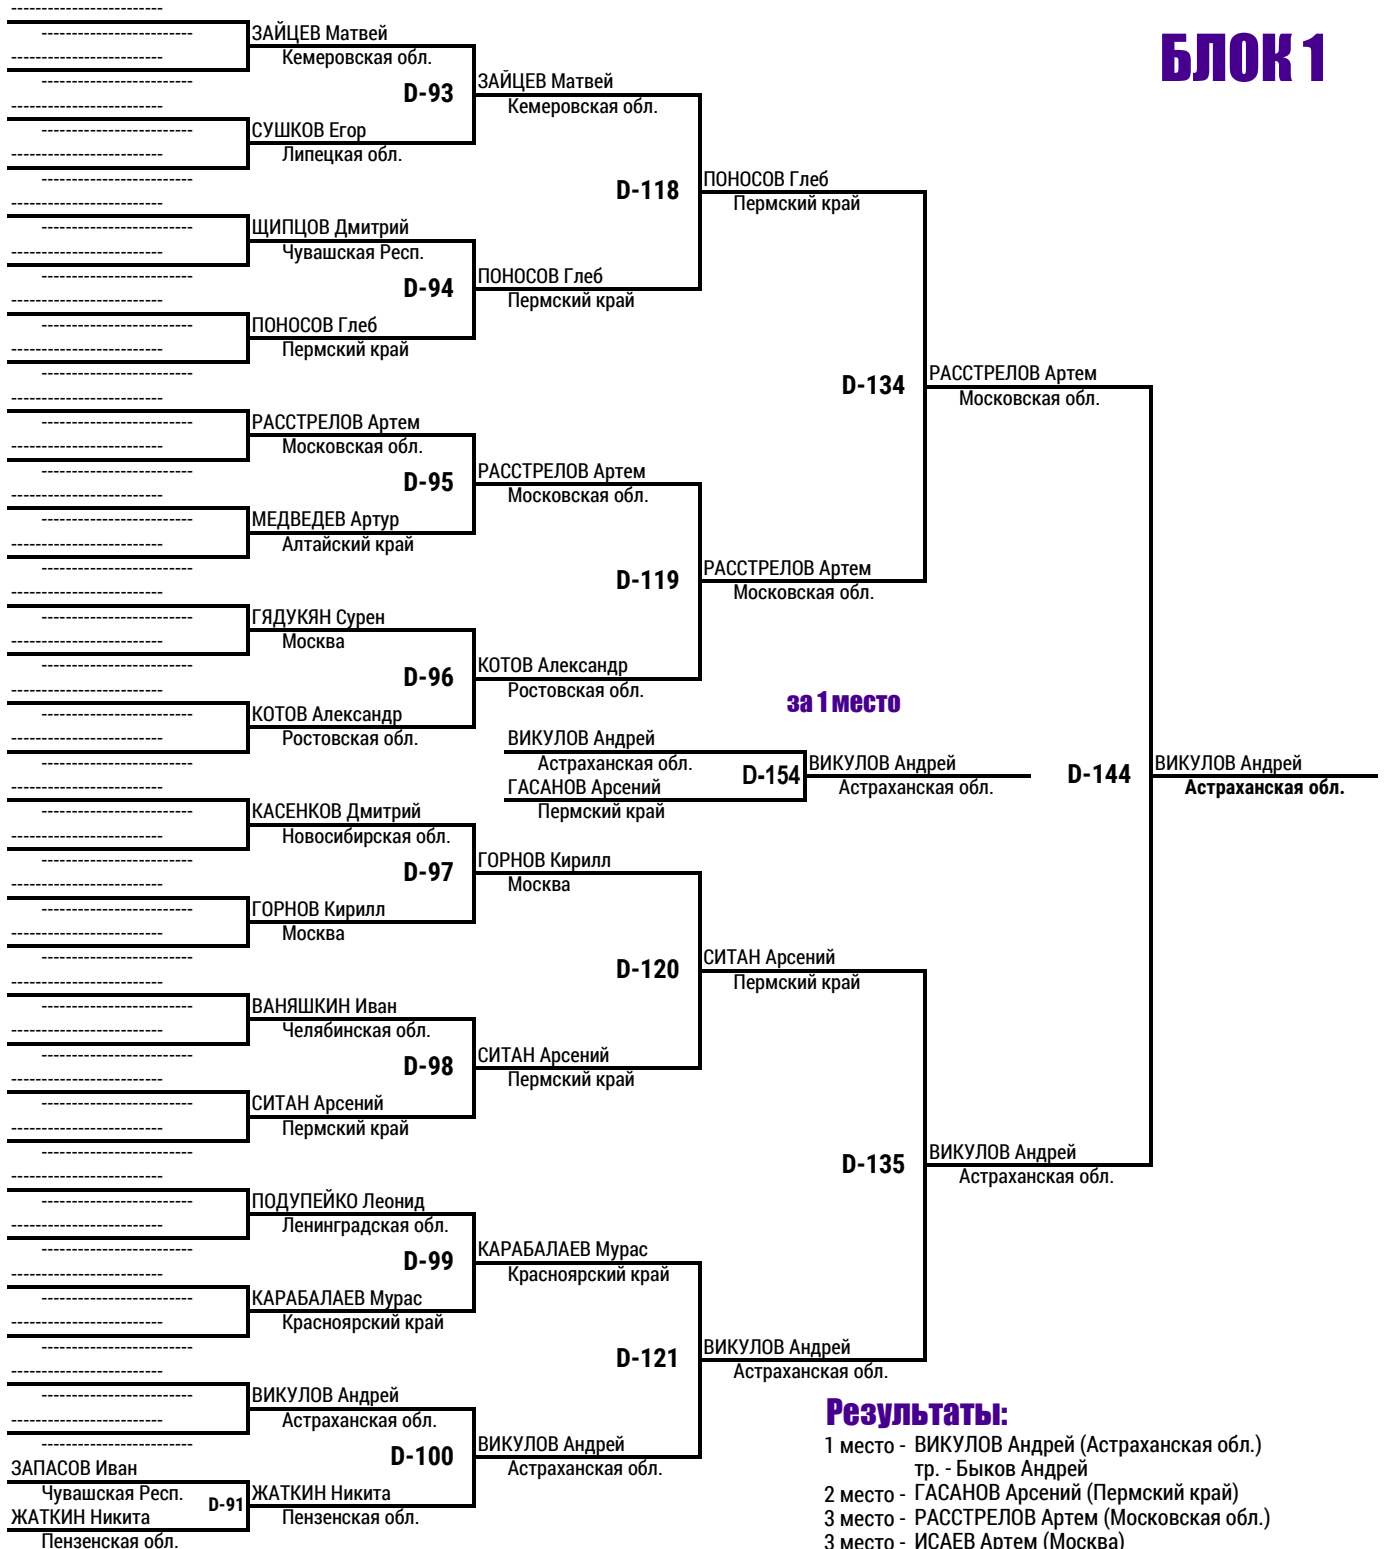 БЛОК 1
ЗАЙЦЕВ Матвей
Кемеровская обл.
D-93
СУШКОВ Егор
Липецкая обл.
ЩИПЦОВ Дмитрий
Чувашская Респ.
D-94
ПОНОСОВ Глеб
Пермский край
РАССТРЕЛОВ Артем
Московская обл.
D-95
МЕДВЕДЕВ Артур
Алтайский край
ГЯДУКЯН Сурен
Москва
D-96
КОТОВ Александр
Ростовская обл.
КАСЕНКОВ Дмитрий
Новосибирская обл.
D-97
ГОРНОВ Кирилл
Москва
ВАНЯШКИН Иван
Челябинская обл.
D-98
СИТАН Арсений
Пермский край
ПОДУПЕЙКО Леонид
Ленинградская обл.
D-99
КАРАБАЛАЕВ Мурас
Красноярский край
ВИКУЛОВ Андрей
Астраханская обл.
D-100
ЗАПАСОВ Иван
Чувашская Респ.
D-91
ЖАТКИН Никита
Пензенская обл.
ЖАТКИН Никита
Пензенская обл.
ЗАЙЦЕВ Матвей
Кемеровская обл.
D-118
ПОНОСОВ Глеб
Пермский край
РАССТРЕЛОВ Артем
Московская обл.
D-119
КОТОВ Александр
Ростовская обл.
ГОРНОВ Кирилл
Москва
D-120
СИТАН Арсений
Пермский край
КАРАБАЛАЕВ Мурас
Красноярский край
D-121
ВИКУЛОВ Андрей
Астраханская обл.
ПОНОСОВ Глеб
Пермский край
D-134
РАССТРЕЛОВ Артем
Московская обл.
СИТАН Арсений
Пермский край
D-135
ВИКУЛОВ Андрей
Астраханская обл.
РАССТРЕЛОВ Артем
Московская обл.
D-144
ВИКУЛОВ Андрей
Астраханская обл.
ВИКУЛОВ Андрей
Астраханская обл.
за 1 место
ВИКУЛОВ Андрей
Астраханская обл.
D-154
ГАСАНОВ Арсений
Пермский край
ВИКУЛОВ Андрей
Астраханская обл.
Результаты:
1 место - ВИКУЛОВ Андрей (Астраханская обл.)
тр. - Быков Андрей
2 место - ГАСАНОВ Арсений (Пермский край)
3 место - РАССТРЕЛОВ Артем (Московская обл.)
3 место - ИСАЕВ Артем (Москва)